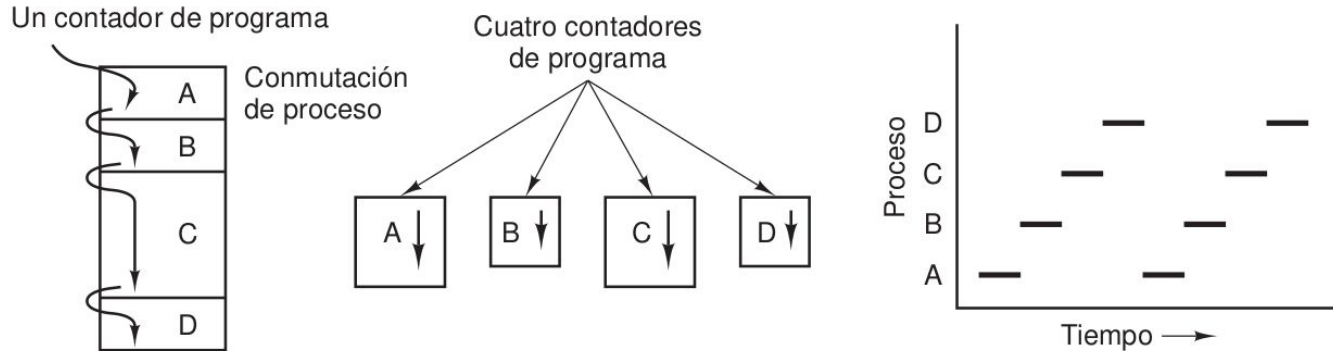 Un contador de programa
A
Conmutación
de proceso
B
C
D
Cuatro contadores
de programa
A
B
C
D
Proceso
D
C
B
A
Tiempo